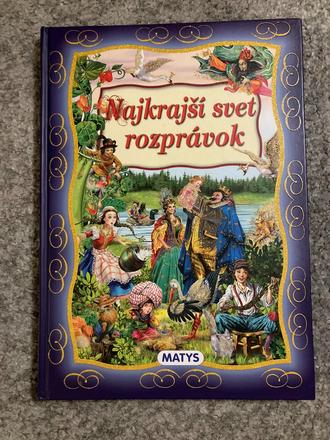 Najkrajší svet
rozprávok
MATYS